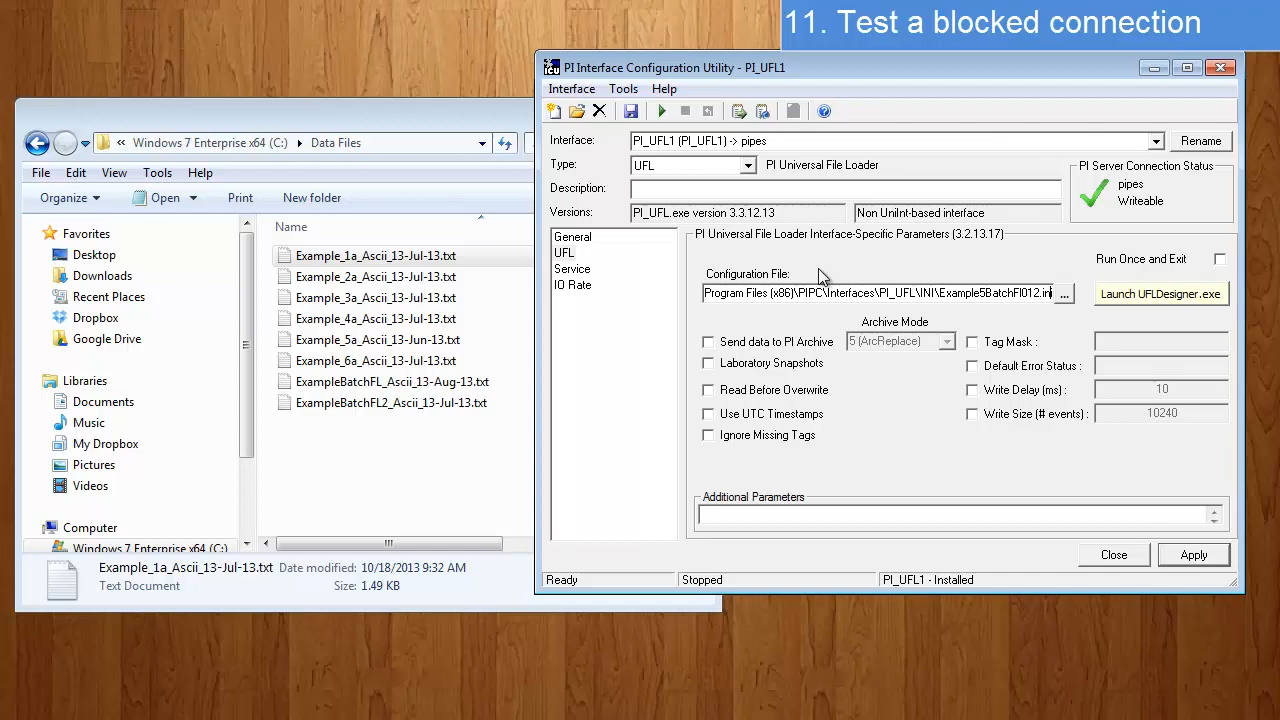 11. Test a blocked connection
Windows 7 Enterprise x64 (C:) Data Files
File Edit View Tools Help
Organize Open Print New folder
Favorites
Desktop
Downloads
Recent Places
Dropbox
Google Drive
Libraries
Documents
Music
My Dropbox
Pictures
Videos
Computer
Windows 7 Enterprise x64 (C:)
Name
Example_1a_Ascii_13-Jul-13.txt
Example_2a_Ascii_13-Jul-13.txt
Example_3a_Ascii_13-Jul-13.txt
Example_4a_Ascii_13-Jul-13.txt
Example_5a_Ascii_13-Jun-13.txt
Example_6a_Ascii_13-Jul-13.txt
ExampleBatchFL_Ascii_13-Aug-13.txt
ExampleBatchFL2_Ascii_13-Jul-13.txt
Example_1a_Ascii_13-Jul-13.txt Date modified: 10/18/2013 9:32 AM
Text Document Size: 1.49 KB
ICU PI Interface Configuration Utility - PI_UFL1
Interface Tools Help
Interface: PI_UFL1 (PI_UFL1) -> pipes Rename
Type: UFL PI Universal File Loader
Description:
Versions: PI_UFL.exe version 3.3.12.13 Non UniInt-based interface
PI Server Connection Status
pipes
Writeable
General
UFL
Service
IO Rate
PI Universal File Loader Interface-Specific Parameters (3.2.13.17)
Run Once and Exit
Configuration File:
Program Files (x86)\PIPC\Interfaces\PI_UFL\INI\Example5BatchFl012.ini ... Launch UFLDesigner.exe
Archive Mode
Send data to PI Archive 5 (ArcReplace) Tag Mask :
Laboratory Snapshots Default Error Status :
Read Before Overwrite Write Delay (ms) : 10
Use UTC Timestamps Write Size (# events) : 10240
Ignore Missing Tags
Additional Parameters
Close Apply
Ready Stopped PI_UFL1 - Installed